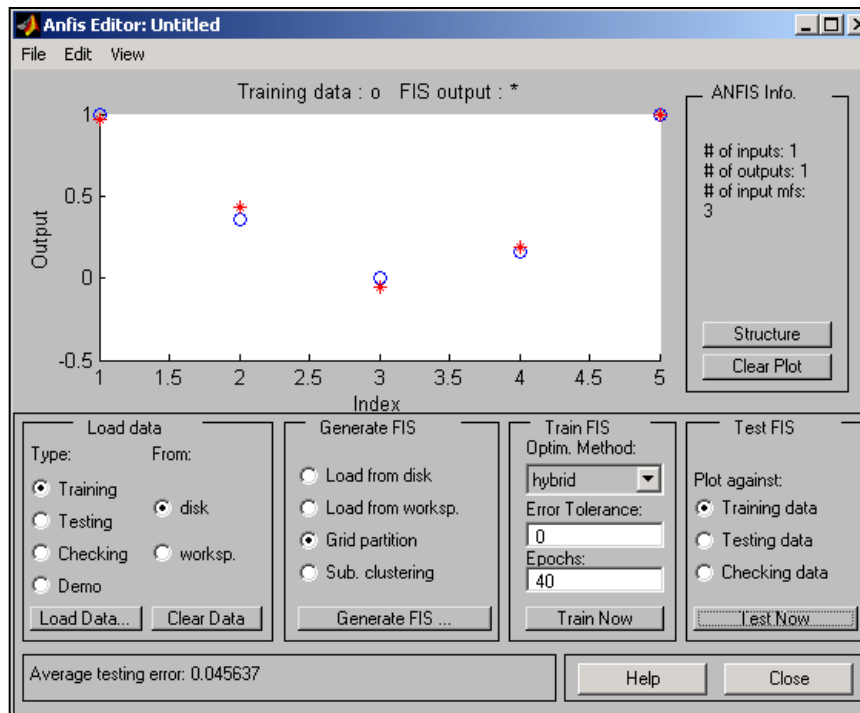 Anfis Editor: Untitled
File Edit View
Training data : o FIS output : *
1
0.5
0
-0.5
Output
1 1.5 2 2.5 3 3.5 4 4.5 5
Index
ANFIS Info.
# of inputs: 1
# of outputs: 1
# of input mfs:
3
Structure
Clear Plot
Load data
Type: From:
Training
Testing
Checking
Demo
disk
worksp.
Load Data... Clear Data
Generate FIS
Load from disk
Load from worksp.
Grid partition
Sub. clustering
Generate FIS ...
Train FIS
Optim. Method:
hybrid
Error Tolerance:
0
Epochs:
40
Train Now
Test FIS
Plot against:
Training data
Testing data
Checking data
Test Now
Average testing error: 0.045637
Help Close